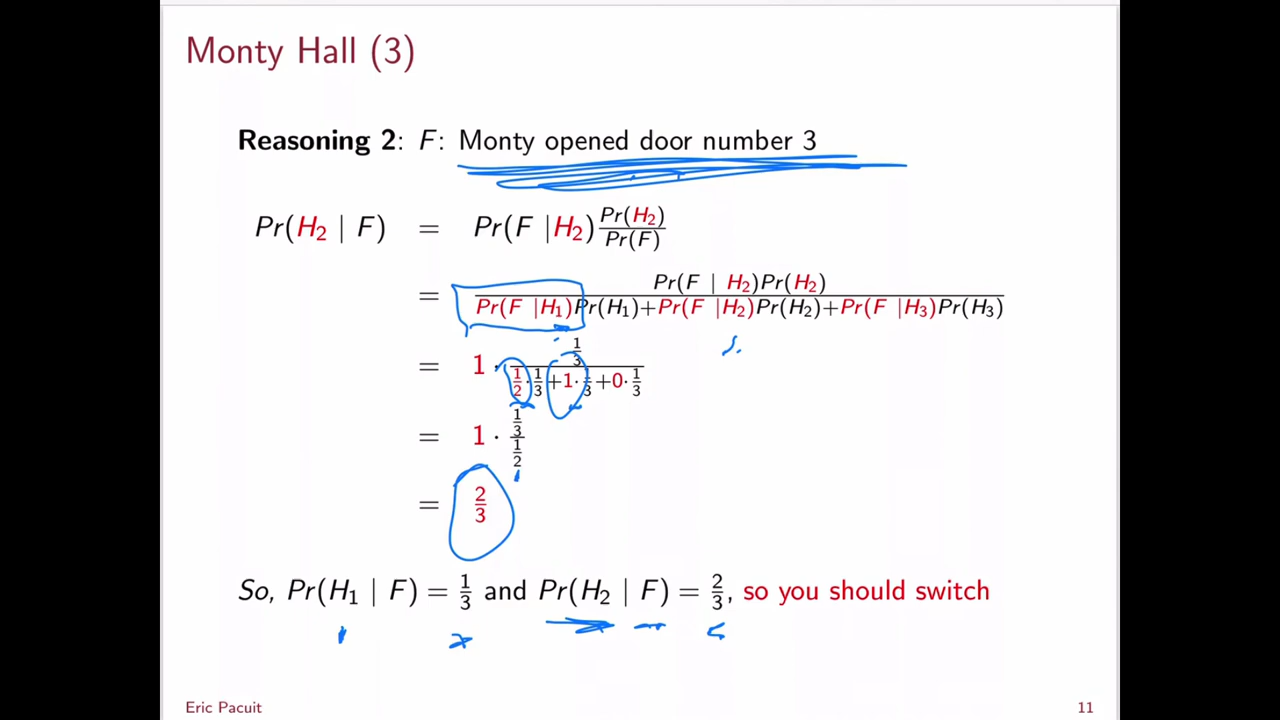 Monty Hall (3)
Reasoning 2: F: Monty opened door number 3
Pr(H₂ | F) = Pr(F |H₂) Pr(H₂)/Pr(F)
= Pr(F | H₂)Pr(H₂) / Pr(F |H₁)Pr(H₁)+Pr(F |H₂)Pr(H₂)+Pr(F |H₃)Pr(H₃)
= 1 · 1/3 / 1/2·1/3+1·1/3+0·1/3
= 1 · 1/3 / 1/2
= 2/3
So, Pr(H₁ | F) = 1/3 and Pr(H₂ | F) = 2/3, so you should switch
Eric Pacuit 11